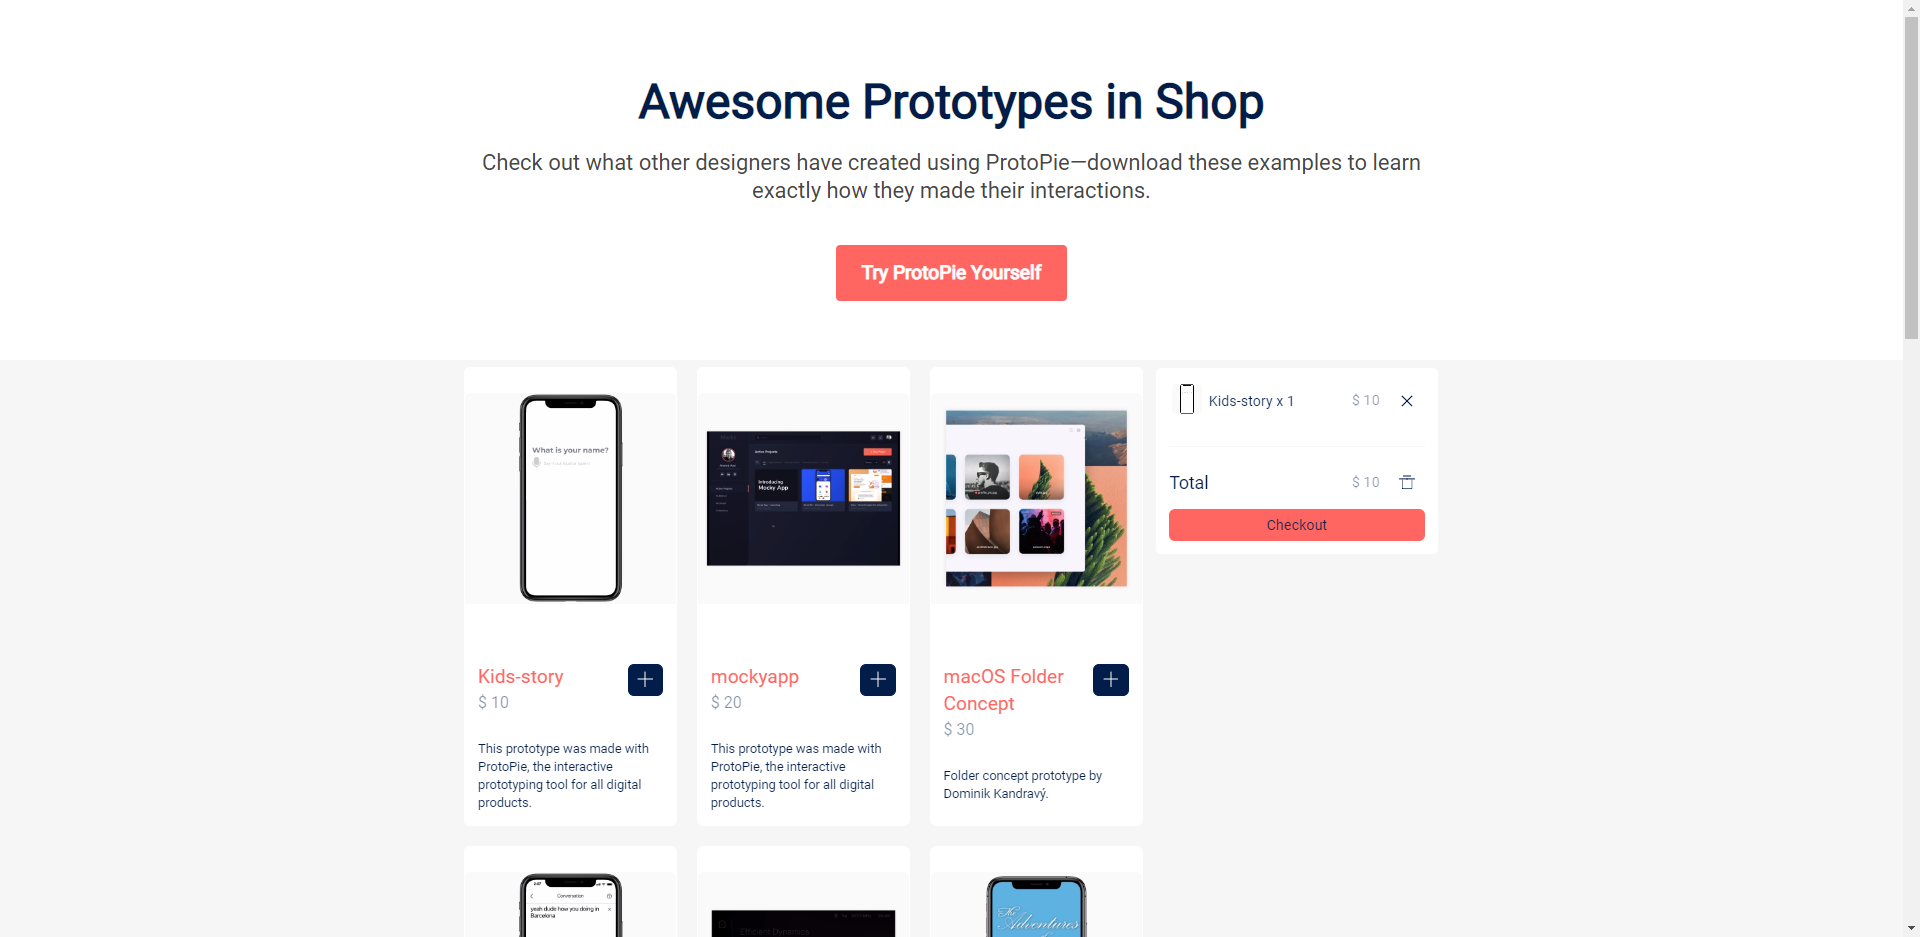 Awesome Prototypes in Shop
Check out what other designers have created using ProtoPie—download these examples to learn
exactly how they made their interactions.
Try ProtoPie Yourself
What is your name?
Introducing
Mocky App
Kids-story
$ 10
This prototype was made with
ProtoPie, the interactive
prototyping tool for all digital
products.
mockyapp
$ 20
This prototype was made with
ProtoPie, the interactive
prototyping tool for all digital
products.
macOS Folder
Concept
$ 30
Folder concept prototype by
Dominik Kandravý.
Kids-story x 1
$ 10
Total
$ 10
Checkout
Conversation
yeah dude how you doing in
Barcelona
Efficient Dynamics
The
Adventures